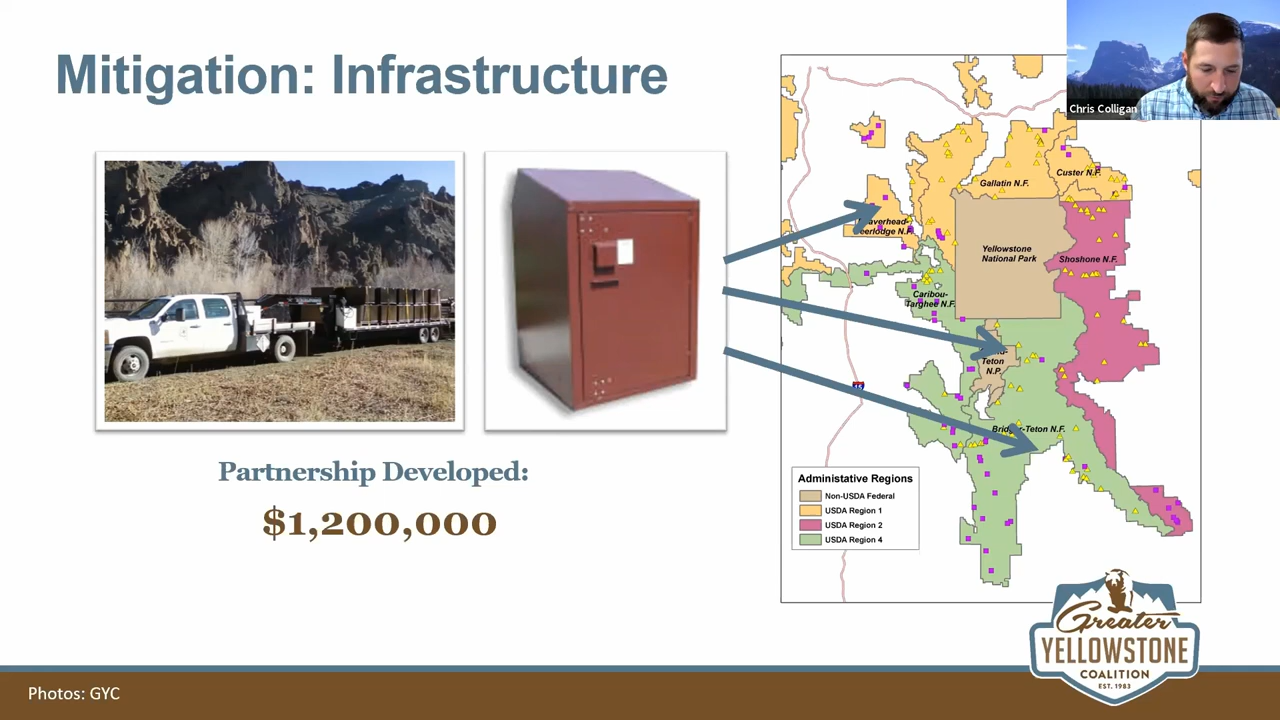 Mitigation: Infrastructure
Chris Colligan
Gallatin N.F.
Custer N.F.
Yellowstone
National Park
Shoshone N.F.
Caribou-
Targhee N.F.
Teton
N.P.
Bridger-Teton N.F.
Administative Regions
Non-USDA Federal
USDA Region 1
USDA Region 2
USDA Region 4
Partnership Developed:
$1,200,000
Greater
YELLOWSTONE
COALITION
EST. 1983
Photos: GYC